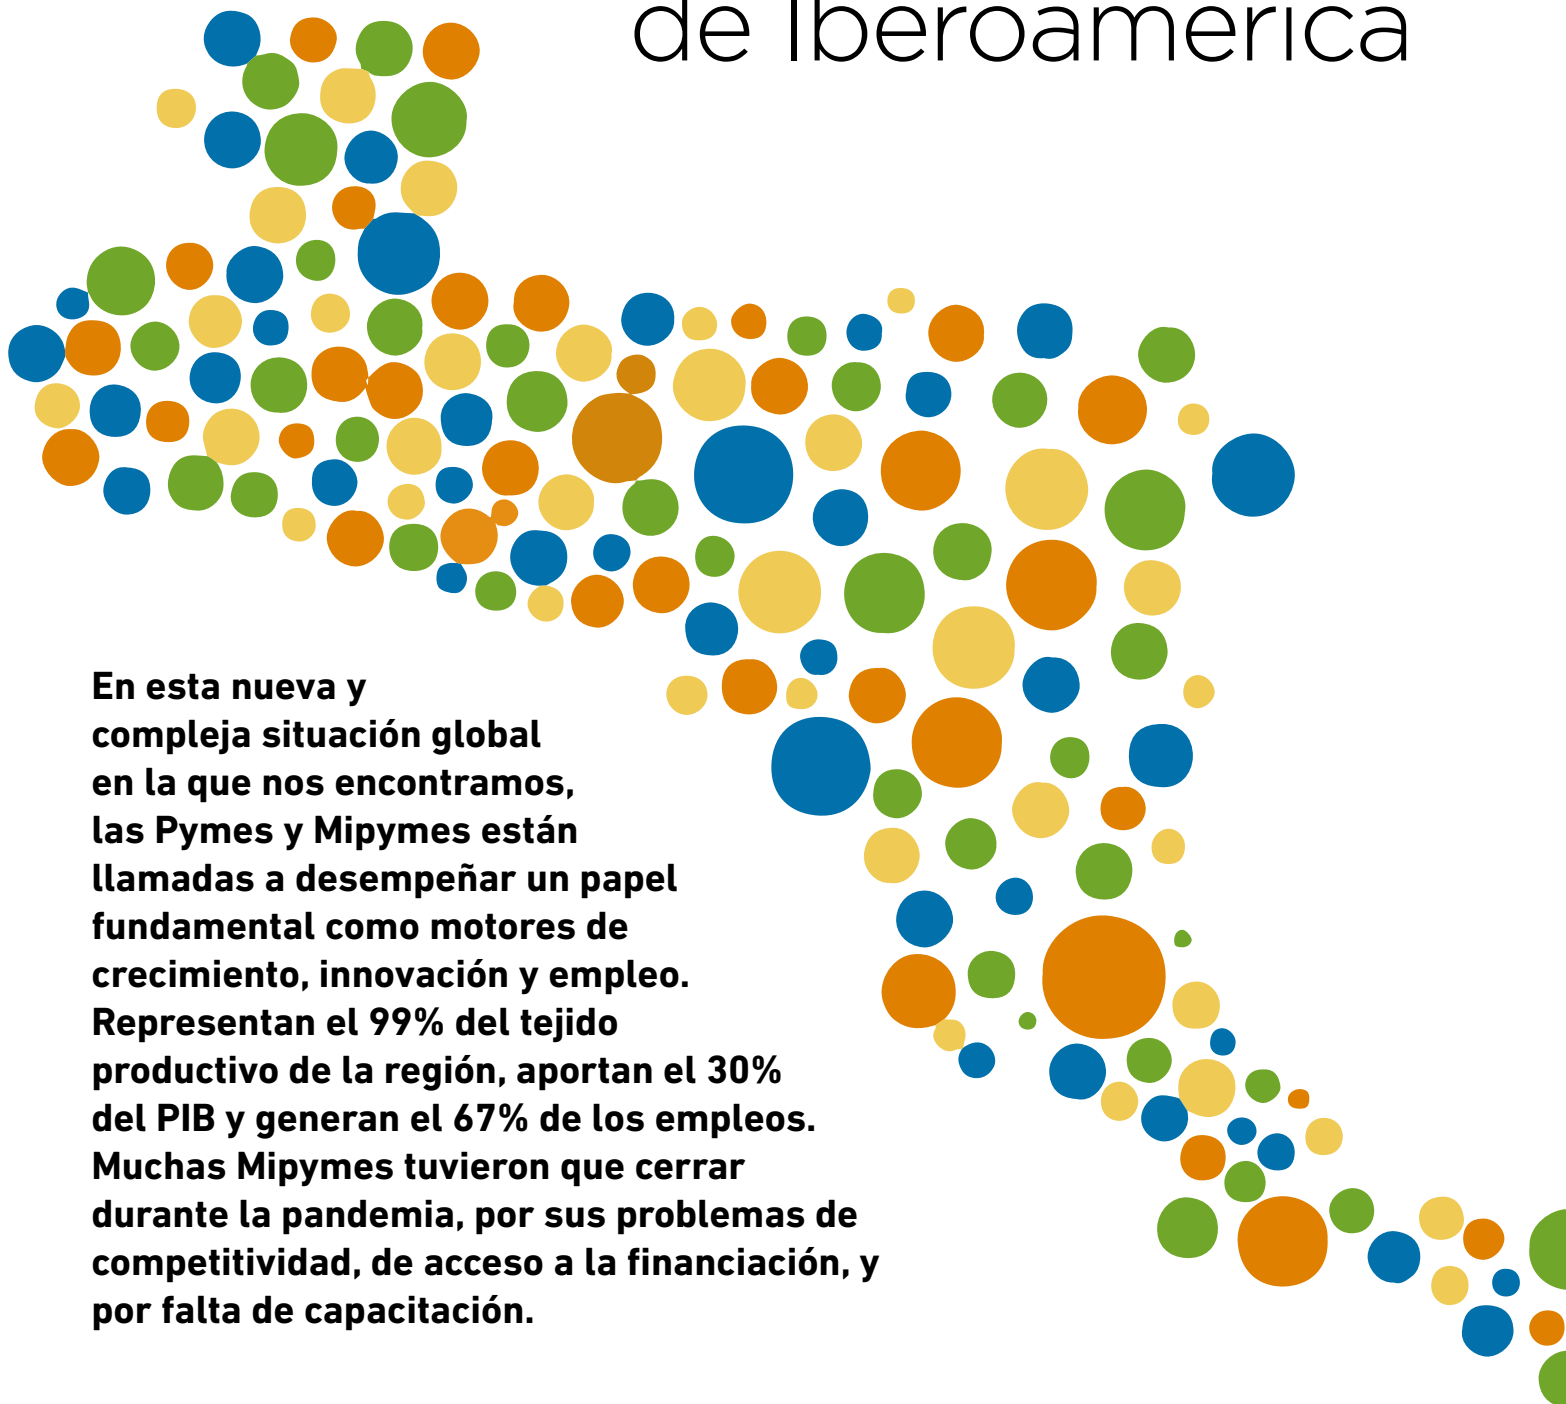 de Iberoamérica
En esta nueva y
compleja situación global
en la que nos encontramos,
las Pymes y Mipymes están
llamadas a desempeñar un papel
fundamental como motores de
crecimiento, innovación y empleo.
Representan el 99% del tejido
productivo de la región, aportan el 30%
del PIB y generan el 67% de los empleos.
Muchas Mipymes tuvieron que cerrar
durante la pandemia, por sus problemas de
competitividad, de acceso a la financiación, y
por falta de capacitación.